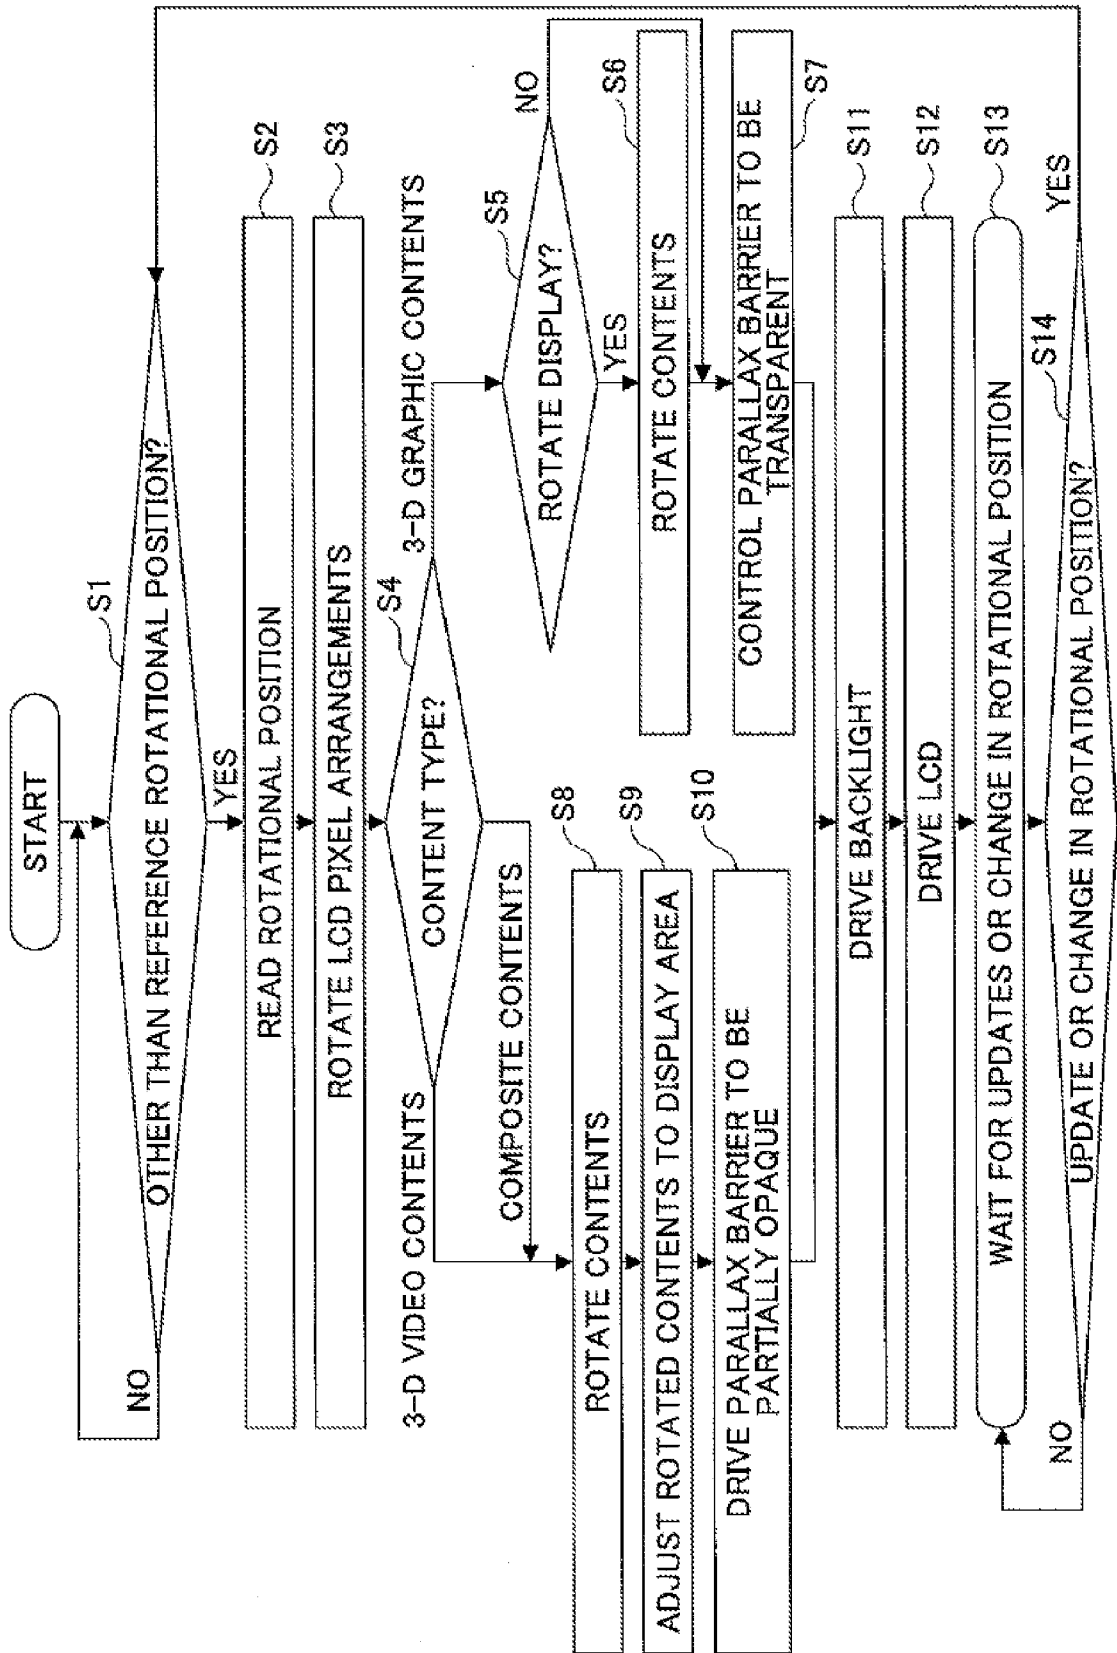 START
S1
OTHER THAN REFERENCE ROTATIONAL POSITION?
NO
YES
S2
READ ROTATIONAL POSITION
S3
ROTATE LCD PIXEL ARRANGEMENTS
S4
CONTENT TYPE?
3-D VIDEO CONTENTS
3-D GRAPHIC CONTENTS
COMPOSITE CONTENTS
S5
ROTATE DISPLAY?
NO
YES
S6
ROTATE CONTENTS
S7
CONTROL PARALLAX BARRIER TO BE
TRANSPARENT
S8
ROTATE CONTENTS
S9
ADJUST ROTATED CONTENTS TO DISPLAY AREA
S10
DRIVE PARALLAX BARRIER TO BE
PARTIALLY OPAQUE
S11
DRIVE BACKLIGHT
S12
DRIVE LCD
S13
WAIT FOR UPDATES OR CHANGE IN ROTATIONAL POSITION
S14
UPDATE OR CHANGE IN ROTATIONAL POSITION?
NO
YES